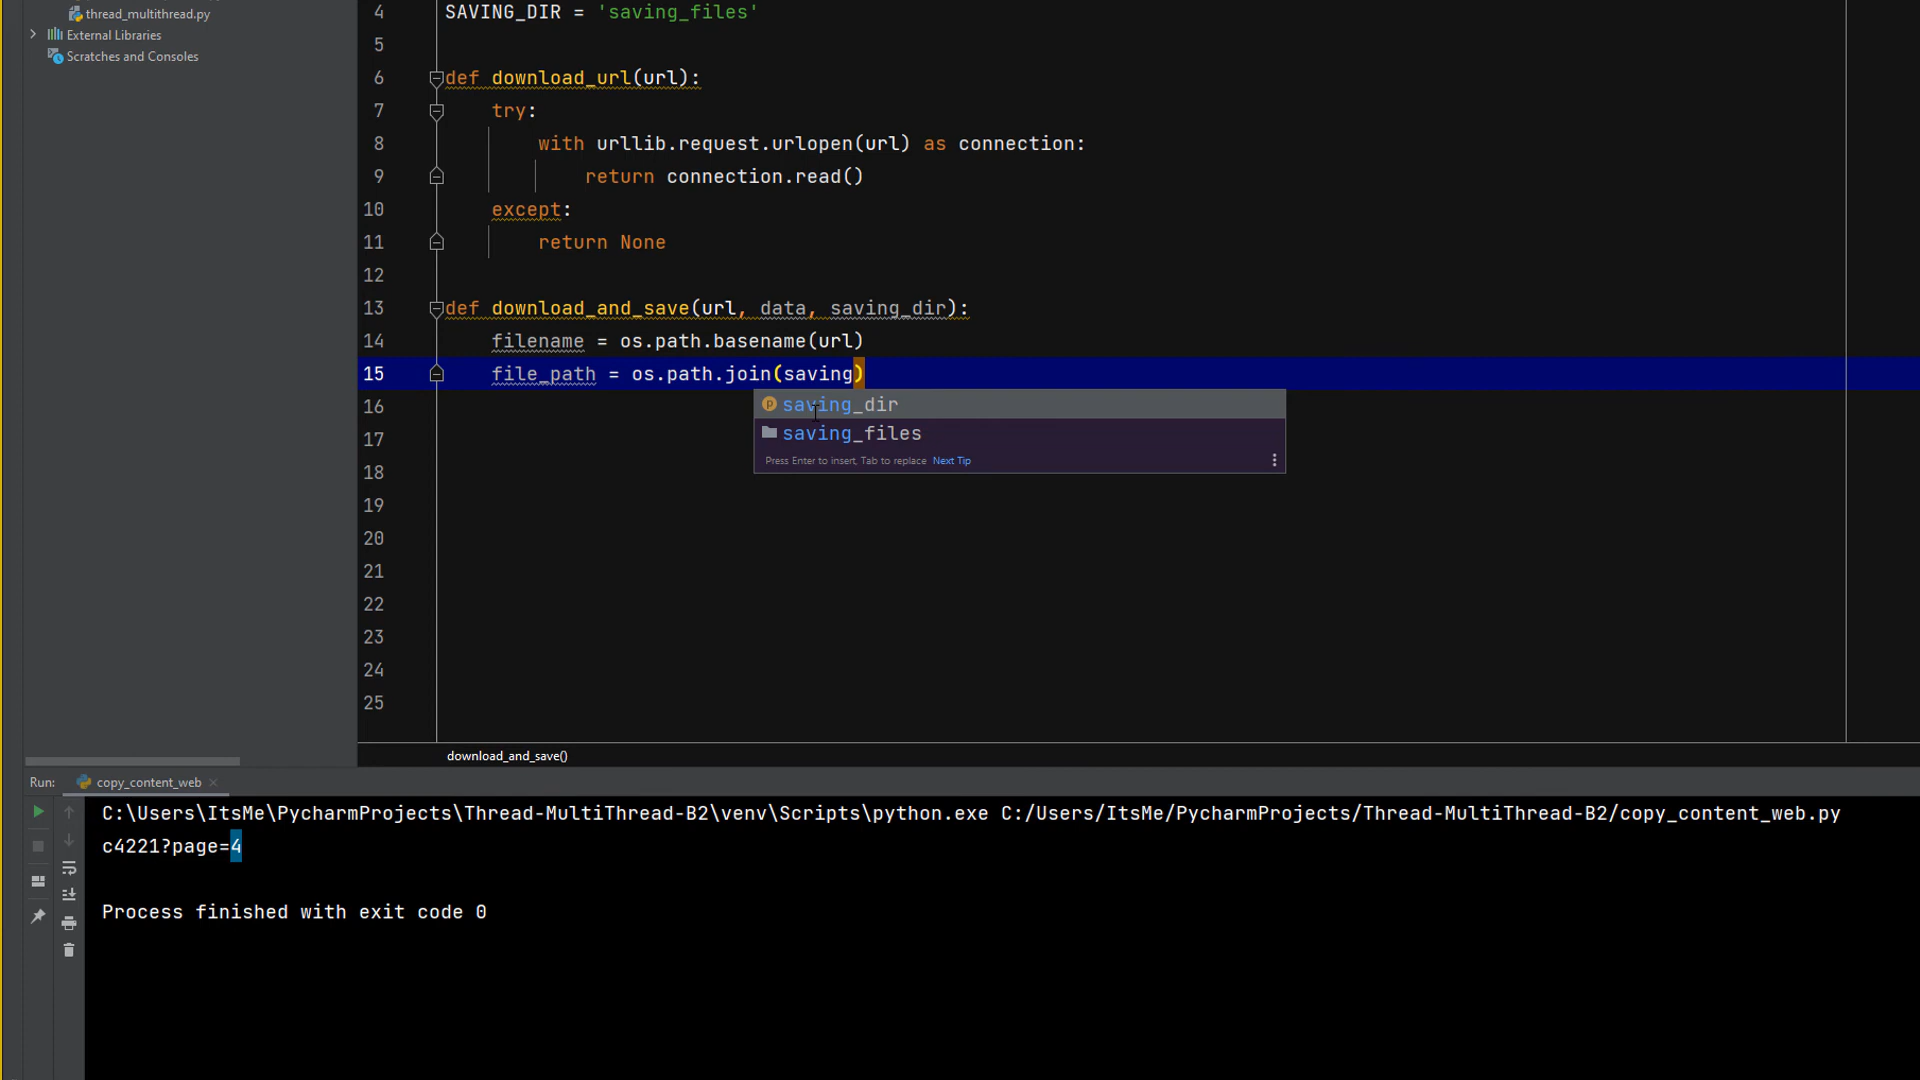 thread_multithread.py
External Libraries
Scratches and Consoles
4 SAVING_DIR = 'saving_files'
5
6 def download_url(url):
7 try:
8 with urllib.request.urlopen(url) as connection:
9 return connection.read()
10 except:
11 return None
12
13 def download_and_save(url, data, saving_dir):
14 filename = os.path.basename(url)
15 file_path = os.path.join(saving)
16
saving_dir
17
saving_files
Press Enter to insert, Tab to replace Next Tip
18
19
20
21
22
23
24
25
download_and_save()
Run: copy_content_web
C:\Users\ItsMe\PycharmProjects\Thread-MultiThread-B2\venv\Scripts\python.exe C:/Users/ItsMe/PycharmProjects/Thread-MultiThread-B2/copy_content_web.py
c4221?page=4
Process finished with exit code 0